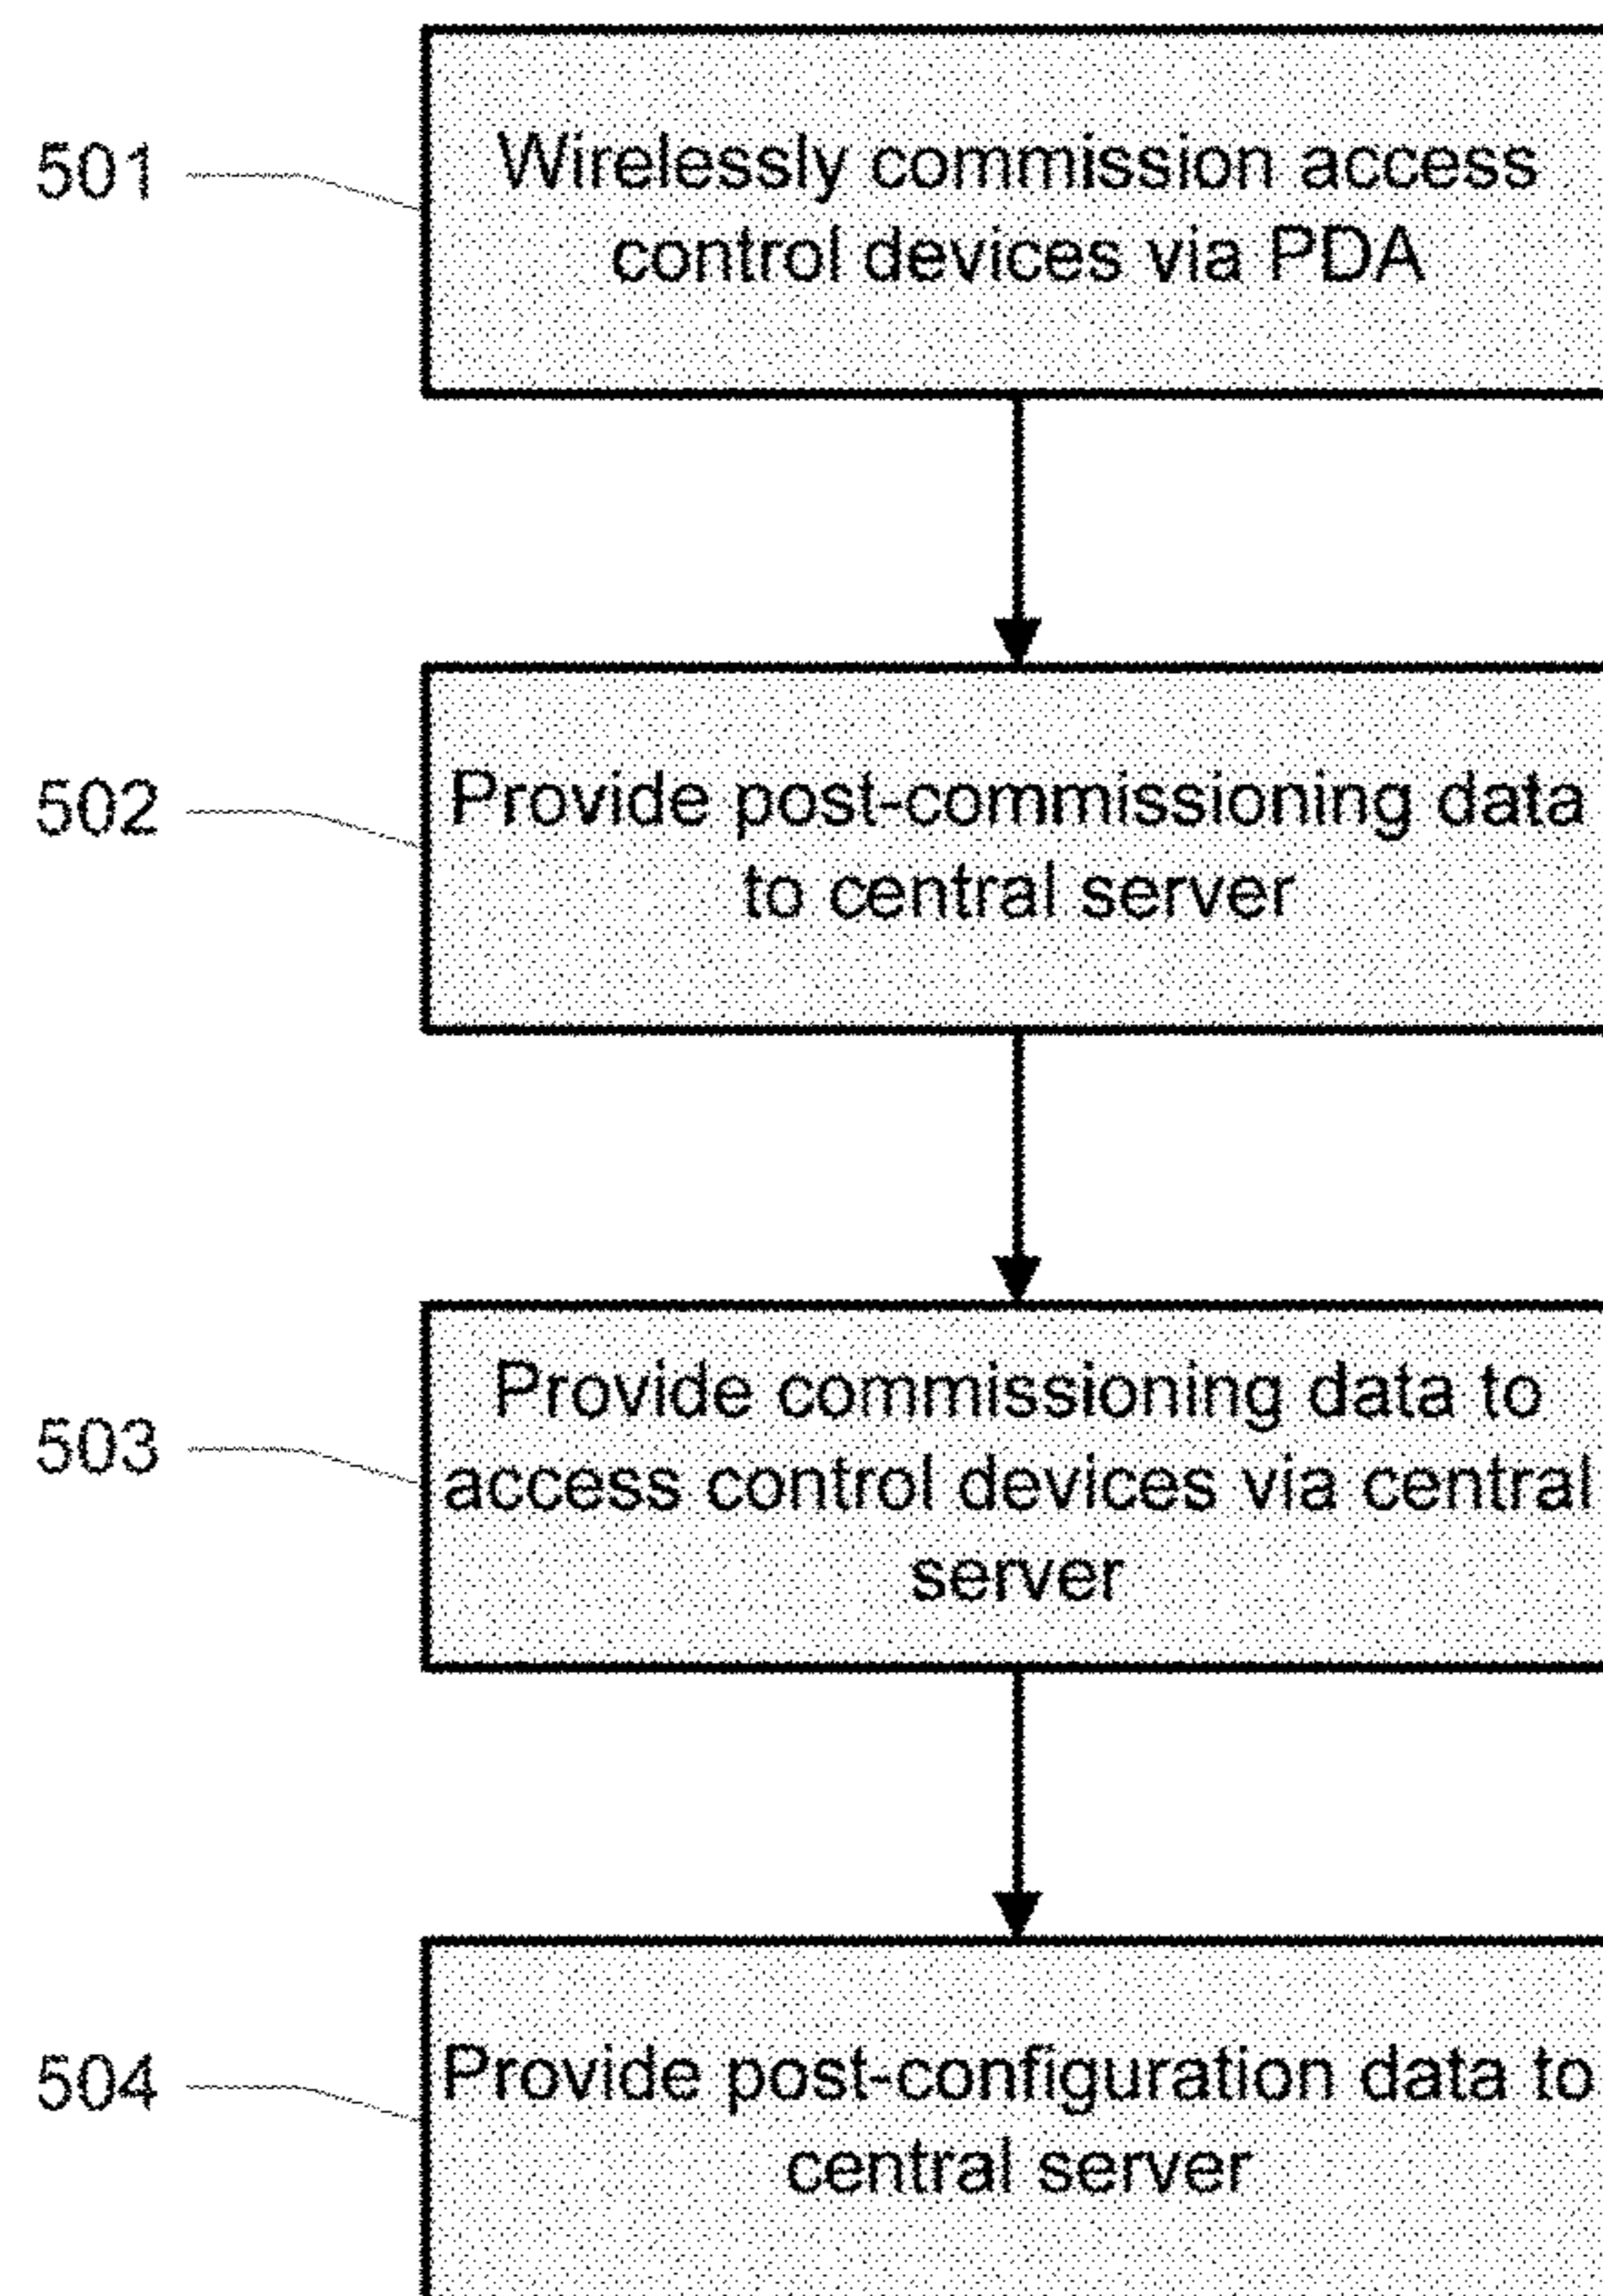 501
Wirelessly commission access
control devices via PDA
502
Provide post-commissioning data
to central server
503
Provide commissioning data to
access control devices via central
server
504
Provide post-configuration data to
central server